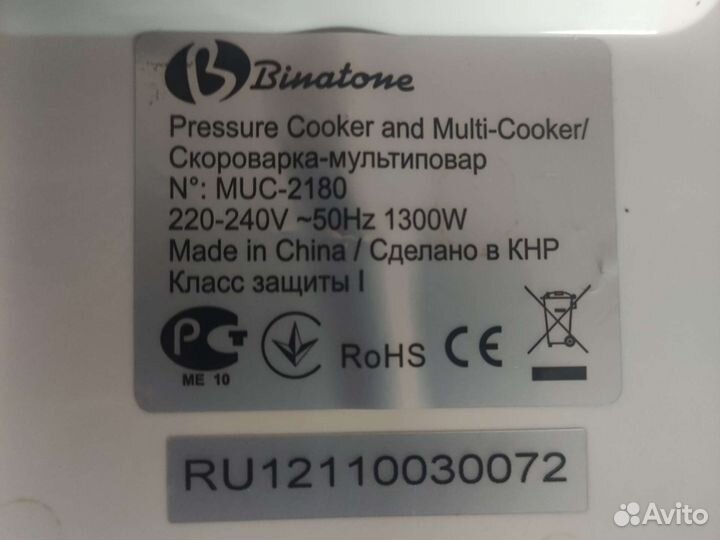 Binatone
Pressure Cooker and Multi-Cooker/
Скороварка-мультиповар
N°: MUC-2180
220-240V ~50Hz 1300W
Made in China / Сделано в КНР
Класс защиты I
РСТ RoHS CE
ME 10
RU12110030072
Avito